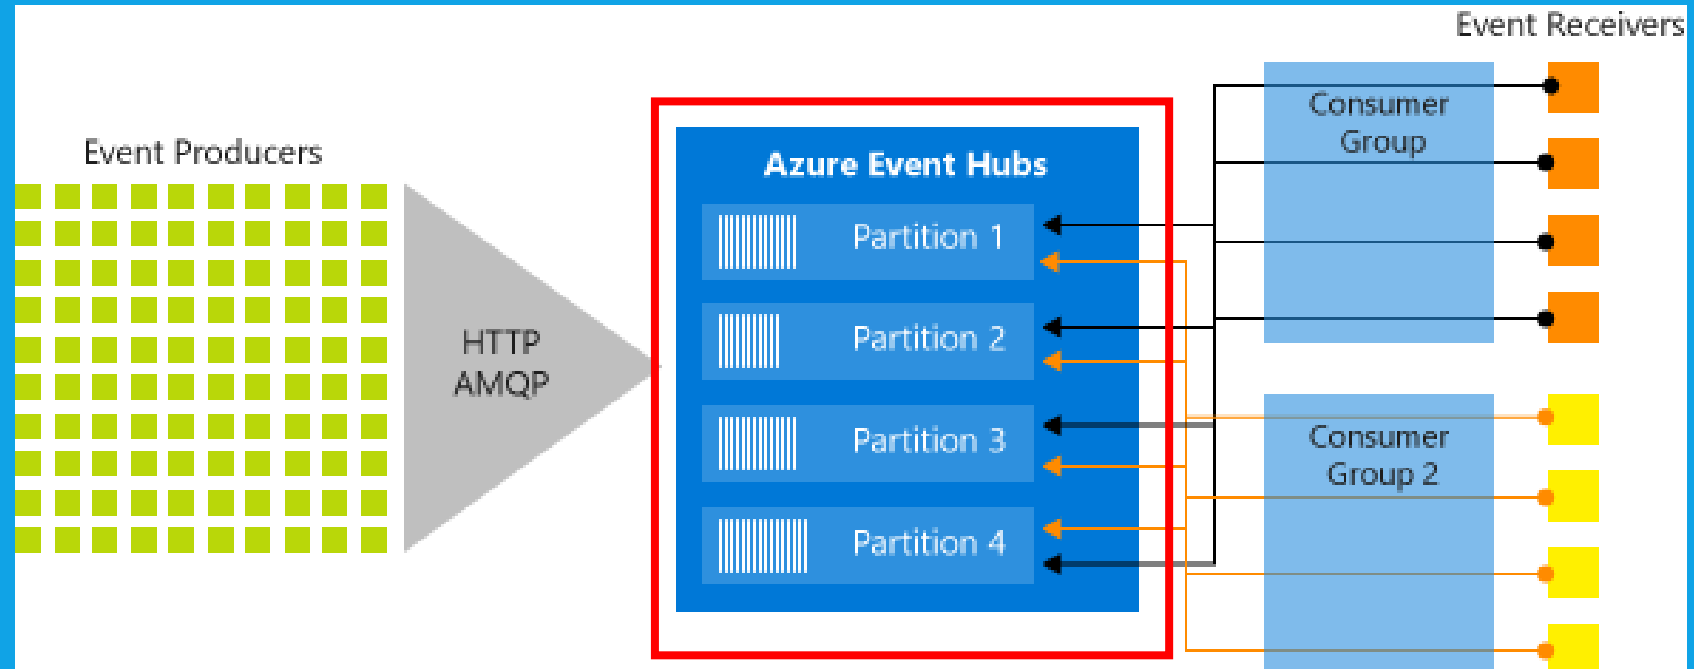 Event Receivers
Event Producers
HTTP
AMQP
Azure Event Hubs
Partition 1
Partition 2
Partition 3
Partition 4
Consumer
Group
Consumer
Group 2